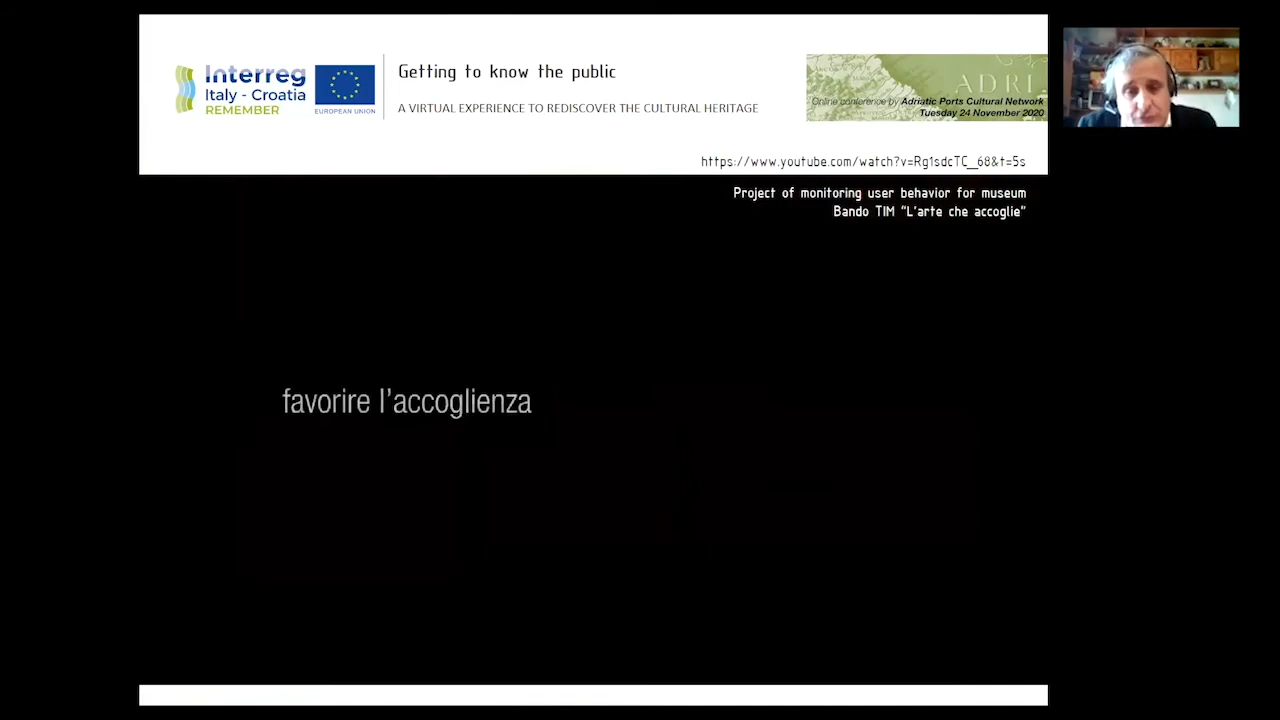 Interreg
Italy - Croatia
REMEMBER
EUROPEAN UNION
Getting to know the public
A VIRTUAL EXPERIENCE TO REDISCOVER THE CULTURAL HERITAGE
ADRI
Online conference by Adriatic Ports Cultural Network
Tuesday 24 November 2020
https://www.youtube.com/watch?v=Rg1sdcTC_68&t=5s
Project of monitoring user behavior for museum
Bando TIM "L'arte che accoglie"
favorire l'accoglienza